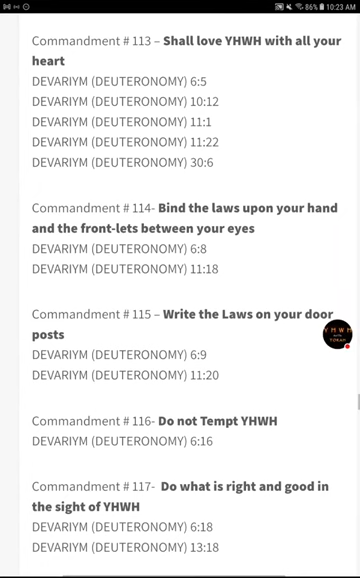 86% 10:23 AM
Commandment # 113 – Shall love YHWH with all your
heart
DEVARIYM (DEUTERONOMY) 6:5
DEVARIYM (DEUTERONOMY) 10:12
DEVARIYM (DEUTERONOMY) 11:1
DEVARIYM (DEUTERONOMY) 11:22
DEVARIYM (DEUTERONOMY) 30:6
Commandment # 114- Bind the laws upon your hand
and the front-lets between your eyes
DEVARIYM (DEUTERONOMY) 6:8
DEVARIYM (DEUTERONOMY) 11:18
Commandment # 115 – Write the Laws on your door
posts
DEVARIYM (DEUTERONOMY) 6:9
DEVARIYM (DEUTERONOMY) 11:20
Commandment # 116- Do not Tempt YHWH
DEVARIYM (DEUTERONOMY) 6:16
Commandment # 117- Do what is right and good in
the sight of YHWH
DEVARIYM (DEUTERONOMY) 6:18
DEVARIYM (DEUTERONOMY) 13:18